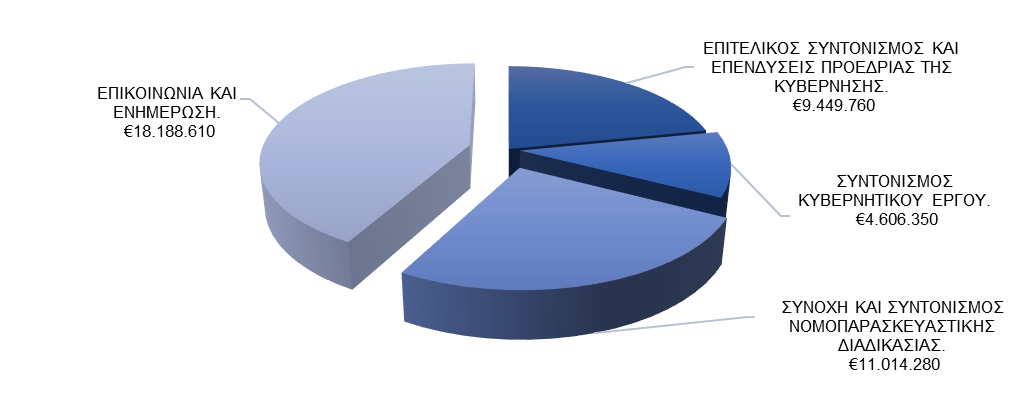 ΕΠΙΤΕΛΙΚΟΣ ΣΥΝΤΟΝΙΣΜΟΣ ΚΑΙ
ΕΠΕΝΔΥΣΕΙΣ ΠΡΟΕΔΡΙΑΣ ΤΗΣ
ΚΥΒΕΡΝΗΣΗΣ.
€9.449.760
ΕΠΙΚΟΙΝΩΝΙΑ ΚΑΙ
ΕΝΗΜΕΡΩΣΗ.
€18.188.610
ΣΥΝΤΟΝΙΣΜΟΣ
ΚΥΒΕΡΝΗΤΙΚΟΥ ΕΡΓΟΥ.
€4.606.350
ΣΥΝΟΧΗ ΚΑΙ ΣΥΝΤΟΝΙΣΜΟΣ
ΝΟΜΟΠΑΡΑΣΚΕΥΑΣΤΙΚΗΣ
ΔΙΑΔΙΚΑΣΙΑΣ.
€11.014.280